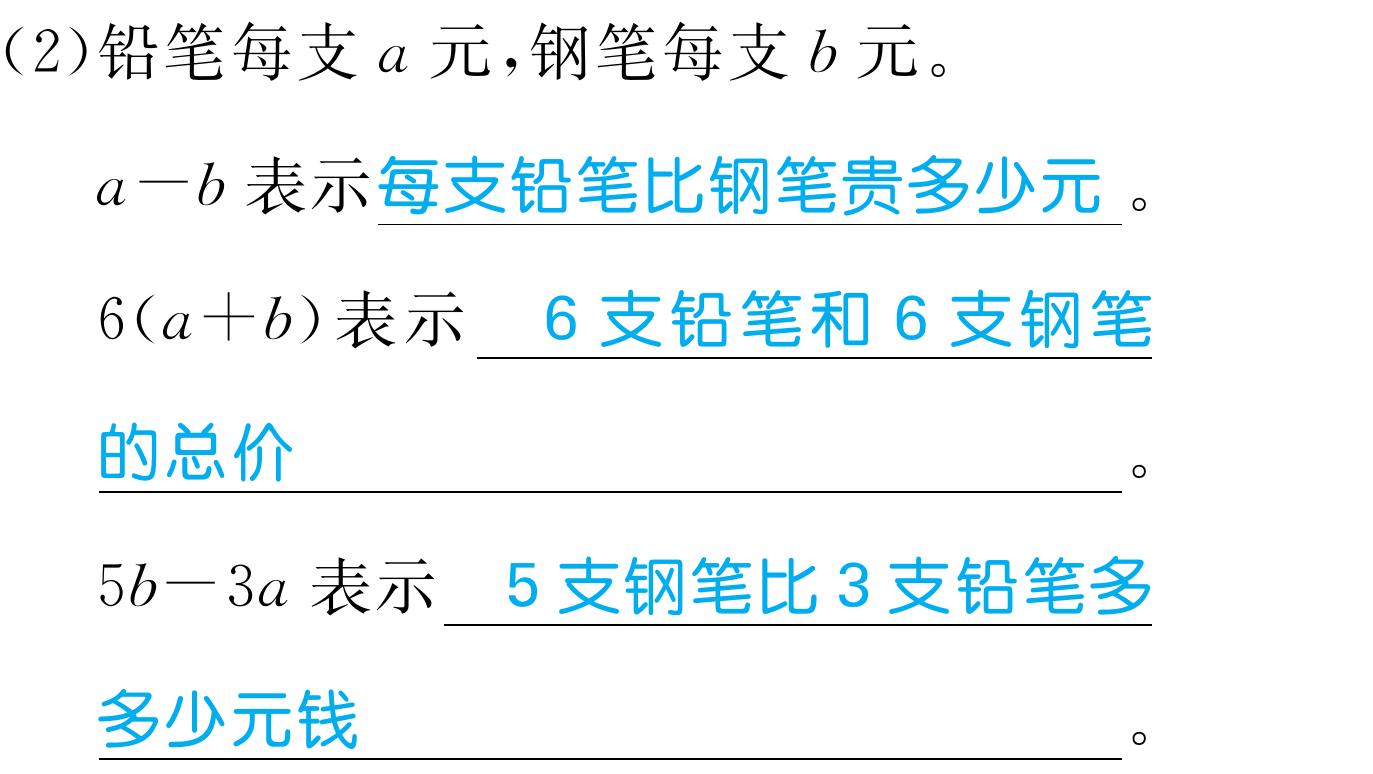 (2)铅笔每支 a 元,钢笔每支 b 元。
a－b 表示每支铅笔比钢笔贵多少元。
6(a＋b)表示 6 支铅笔和 6 支钢笔
的总价。
5b－3a 表示 5 支钢笔比 3 支铅笔多
多少元钱。